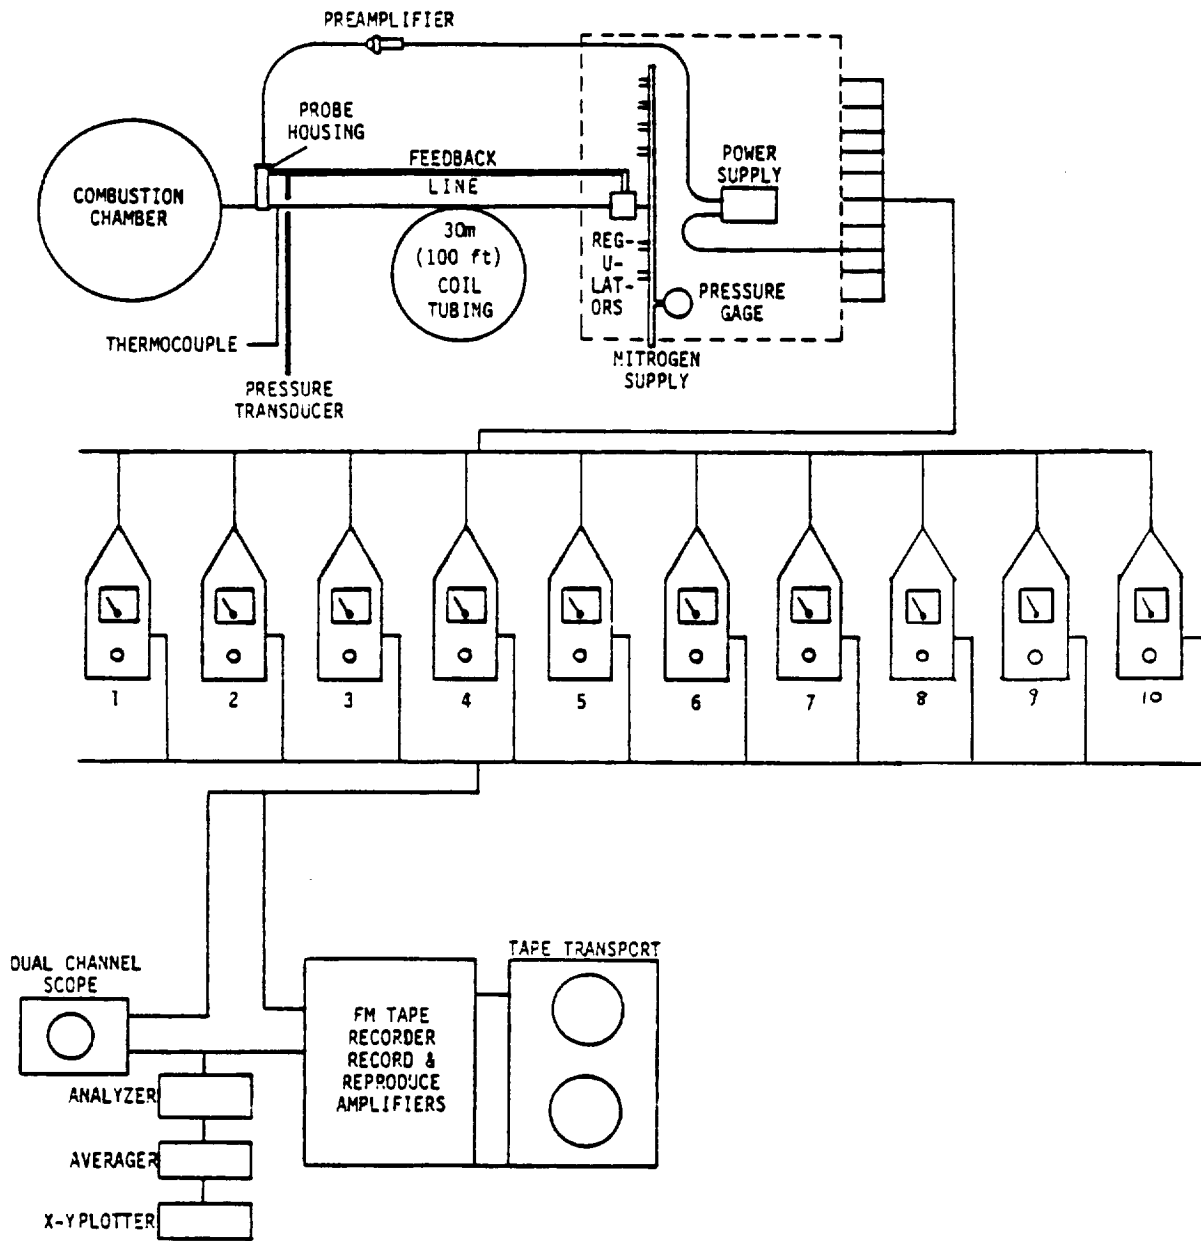 PREAMPLIFIER
PROBE
HOUSING
COMBUSTION
CHAMBER
FEEDBACK
LINE
30m
(100 ft)
COIL
TUBING
POWER
SUPPLY
REG-
U-
LAT-
ORS
PRESSURE
GAGE
THERMOCOUPLE
PRESSURE
TRANSDUCER
NITROGEN
SUPPLY
1 2 3 4 5 6 7 8 9 10
DUAL CHANNEL
SCOPE
ANALYZER
AVERAGER
X-Y PLOTTER
FM TAPE
RECORDER
RECORD &
REPRODUCE
AMPLIFIERS
TAPE TRANSPORT